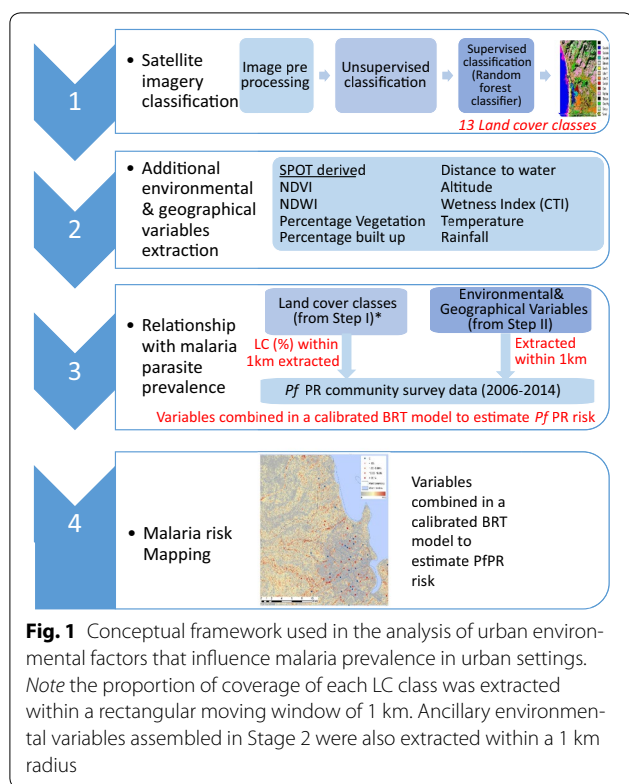 1
• Satellite
imagery
classification
Image pre
processing
Unsupervised
classification
Supervised
classification
(Random
forest
classifier)
13 Land cover classes
2
• Additional
environmental
& geographical
variables
extraction
SPOT derived
NDVI
NDWI
Percentage Vegetation
Percentage built up
Distance to water
Altitude
Wetness Index (CTI)
Temperature
Rainfall
3
• Relationship
with malaria
parasite
prevalence
Land cover classes
(from Step I)*
Environmental&
Geographical Variables
(from Step II)
LC (%) within
1km extracted
Extracted
within 1km
Pf PR community survey data (2006-2014)
Variables combined in a calibrated BRT model to estimate Pf PR risk
4
• Malaria risk
Mapping
Variables
combined in a
calibrated BRT
model to
estimate PfPR
risk
Fig. 1 Conceptual framework used in the analysis of urban environ-
mental factors that influence malaria prevalence in urban settings.
Note the proportion of coverage of each LC class was extracted
within a rectangular moving window of 1 km. Ancillary environmen-
tal variables assembled in Stage 2 were also extracted within a 1 km
radius